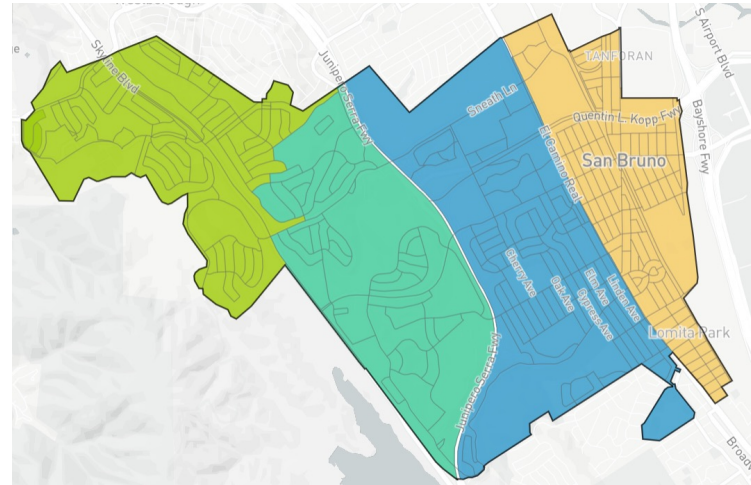 Skyline Blvd
Junipero Serra Fwy
S Airport Blvd
TANFORAN
Sneath Ln
Quentin L. Kopp Fwy
Bayshore Fwy
El Camino Real
San Bruno
Cherry Ave
Oak Ave
Elm Ave
Cypress Ave
Linden Ave
Lomita Park
Junipero Serra Fwy
Broadw